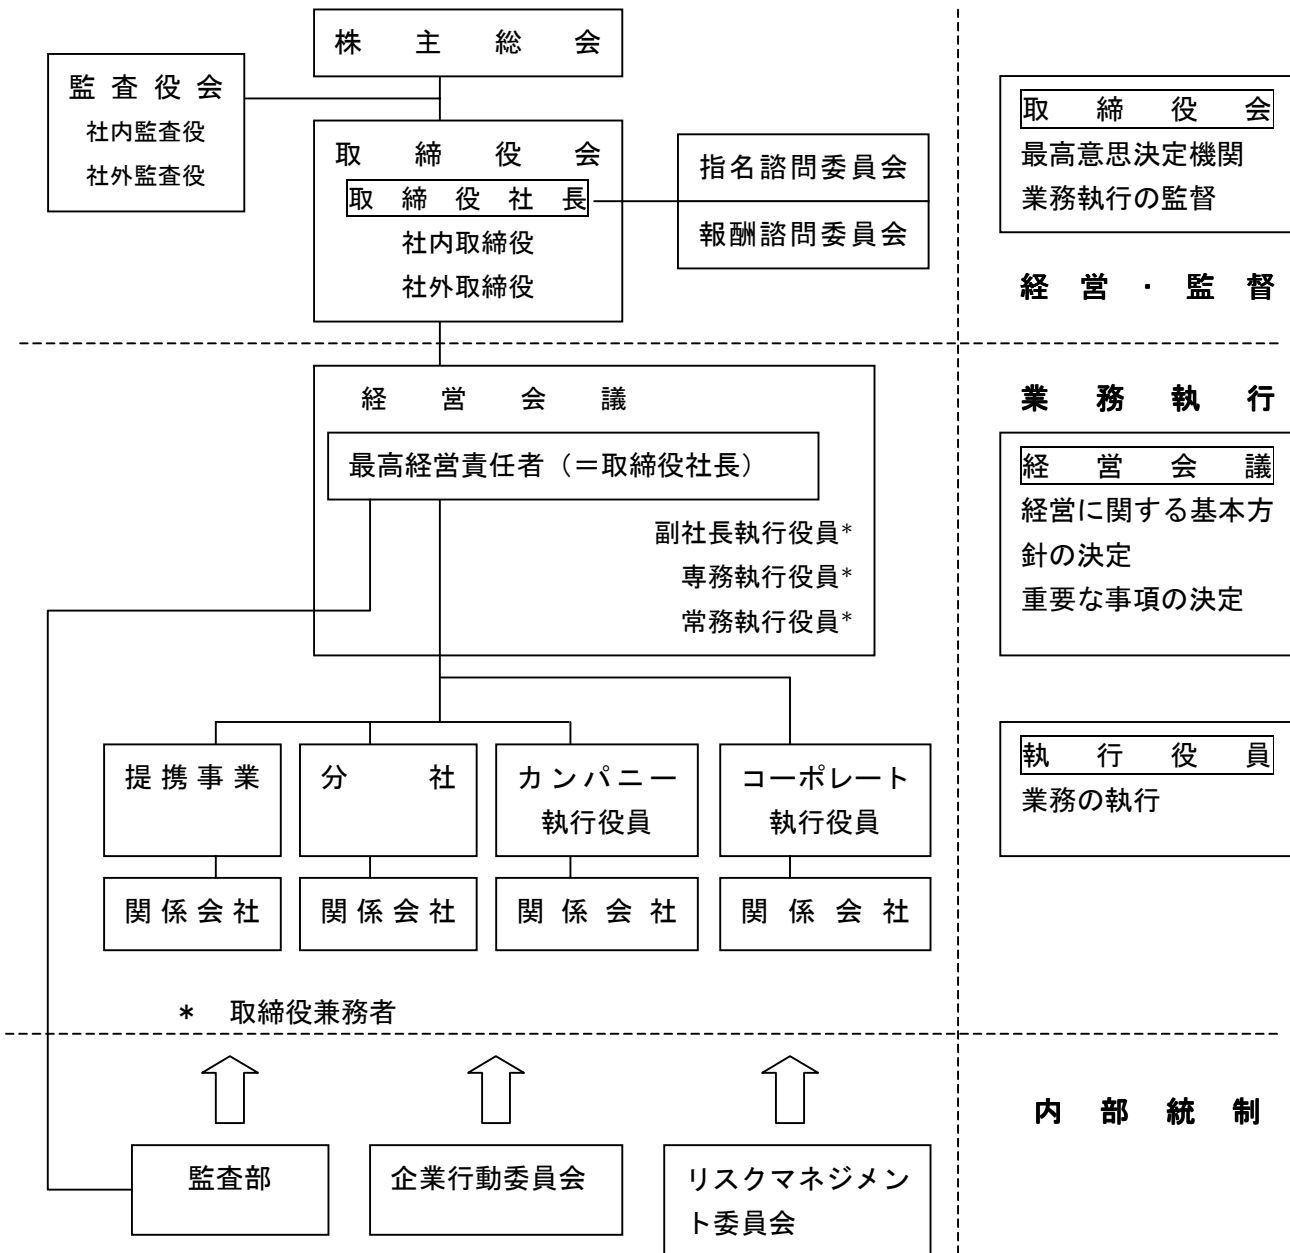 株主総会
監査役会
社内監査役
社外監査役
取締役会
取締役社長
社内取締役
社外取締役
指名諮問委員会
報酬諮問委員会
取締役会
最高意思決定機関
業務執行の監督
経営・監督
経営会議
最高経営責任者（＝取締役社長）
副社長執行役員*
専務執行役員*
常務執行役員*
業務執行
経営会議
経営に関する基本方
針の決定
重要な事項の決定
提携事業
分社
カンパニー
執行役員
コーポレート
執行役員
執行役員
業務の執行
関係会社
関係会社
関係会社
関係会社
* 取締役兼務者
内部統制
監査部
企業行動委員会
リスクマネジメン
ト委員会